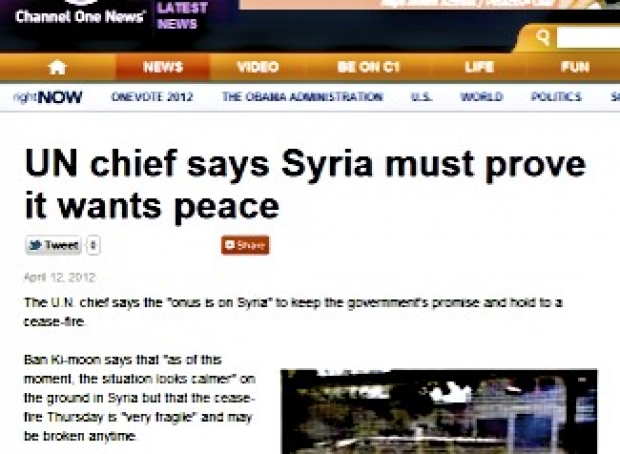 LATEST
Channel One News
NEWS
NEWS VIDEO BE ON C1 LIFE FUN
rightNOW ONEVOTE 2012 THE OBAMA ADMINISTRATION U.S. WORLD POLITICS
UN chief says Syria must prove
it wants peace
Tweet 0 Share
April 12, 2012
The U.N. chief says the "onus is on Syria" to keep the government's promise and hold to a
cease-fire.
Ban Ki-moon says that "as of this
moment, the situation looks calmer" on
the ground in Syria but that the cease-
fire Thursday is "very fragile" and may
be broken anytime.